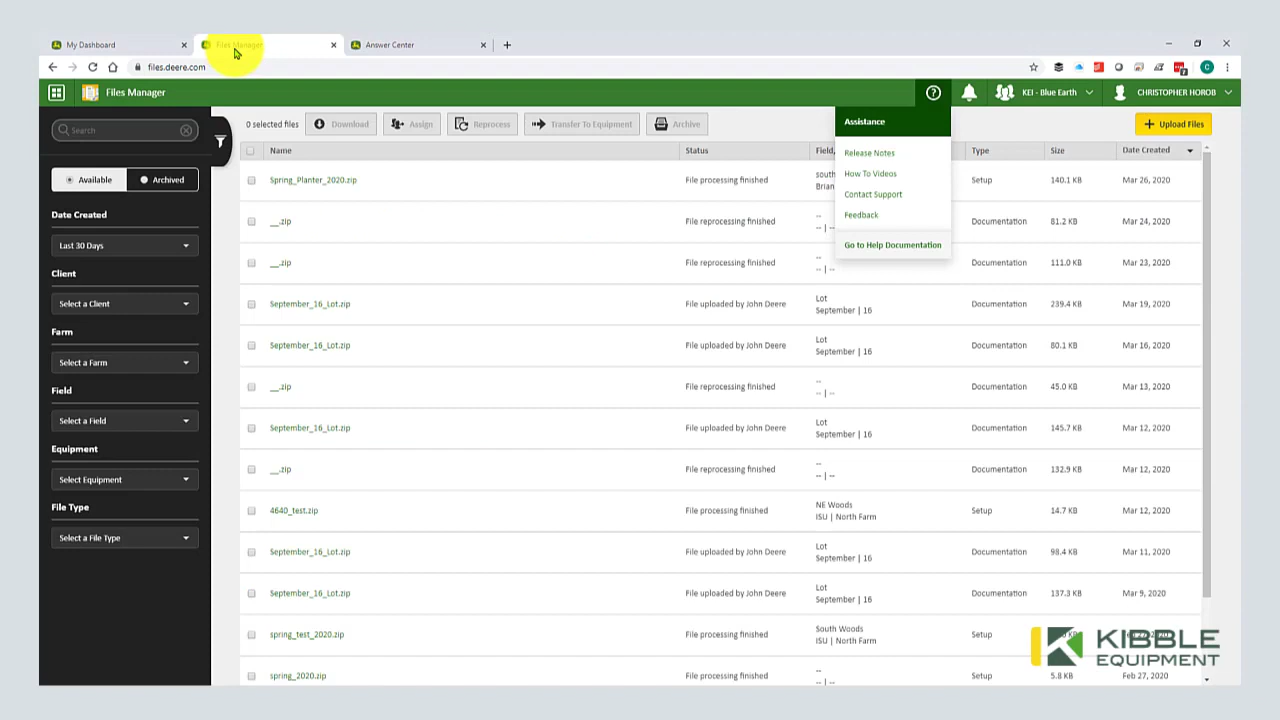 My Dashboard
Files Manager
Answer Center
files.deere.com
Files Manager
KEI - Blue Earth
CHRISTOPHER HOROB
Search
Available
Archived
Date Created
Last 30 Days
Client
Select a Client
Farm
Select a Farm
Field
Select a Field
Equipment
Select Equipment
File Type
Select a File Type
0 selected files
Download
Assign
Reprocess
Transfer To Equipment
Archive
Upload Files
Assistance
Release Notes
How To Videos
Contact Support
Feedback
Go to Help Documentation
Name Status Field, Type Size Date Created
Spring_Planter_2020.zip File processing finished south Setup 140.1 KB Mar 26, 2020
Brian
__.zip File reprocessing finished -- Documentation 81.2 KB Mar 24, 2020
-- | --
__.zip File reprocessing finished -- Documentation 111.0 KB Mar 23, 2020
-- | --
September_16_Lot.zip File uploaded by John Deere Lot Documentation 239.4 KB Mar 19, 2020
September | 16
September_16_Lot.zip File uploaded by John Deere Lot Documentation 80.1 KB Mar 16, 2020
September | 16
__.zip File reprocessing finished -- Documentation 45.0 KB Mar 13, 2020
-- | --
September_16_Lot.zip File uploaded by John Deere Lot Documentation 145.7 KB Mar 12, 2020
September | 16
__.zip File reprocessing finished -- Documentation 132.9 KB Mar 12, 2020
-- | --
4640_test.zip File processing finished NE Woods Setup 14.7 KB Mar 12, 2020
ISU | North Farm
September_16_Lot.zip File uploaded by John Deere Lot Documentation 98.4 KB Mar 11, 2020
September | 16
September_16_Lot.zip File uploaded by John Deere Lot Documentation 137.3 KB Mar 9, 2020
September | 16
spring_test_2020.zip File processing finished South Woods Setup
ISU | North Farm
spring_2020.zip File processing finished -- Setup 5.8 KB Feb 27, 2020
-- | --
KIBBLE
EQUIPMENT